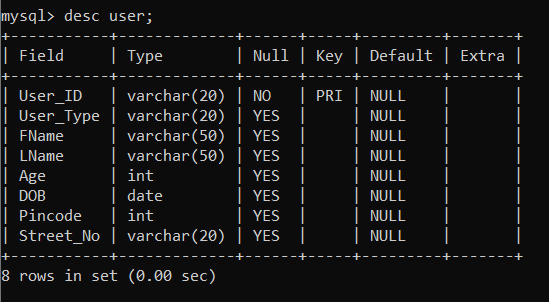 mysql> desc user;
+-----------+-------------+------+-----+---------+-------+
| Field     | Type        | Null | Key | Default | Extra |
+-----------+-------------+------+-----+---------+-------+
| User_ID   | varchar(20) | NO   | PRI | NULL    |       |
| User_Type | varchar(20) | YES  |     | NULL    |       |
| FName     | varchar(50) | YES  |     | NULL    |       |
| LName     | varchar(50) | YES  |     | NULL    |       |
| Age       | int         | YES  |     | NULL    |       |
| DOB       | date        | YES  |     | NULL    |       |
| Pincode   | int         | YES  |     | NULL    |       |
| Street_No | varchar(20) | YES  |     | NULL    |       |
+-----------+-------------+------+-----+---------+-------+
8 rows in set (0.00 sec)